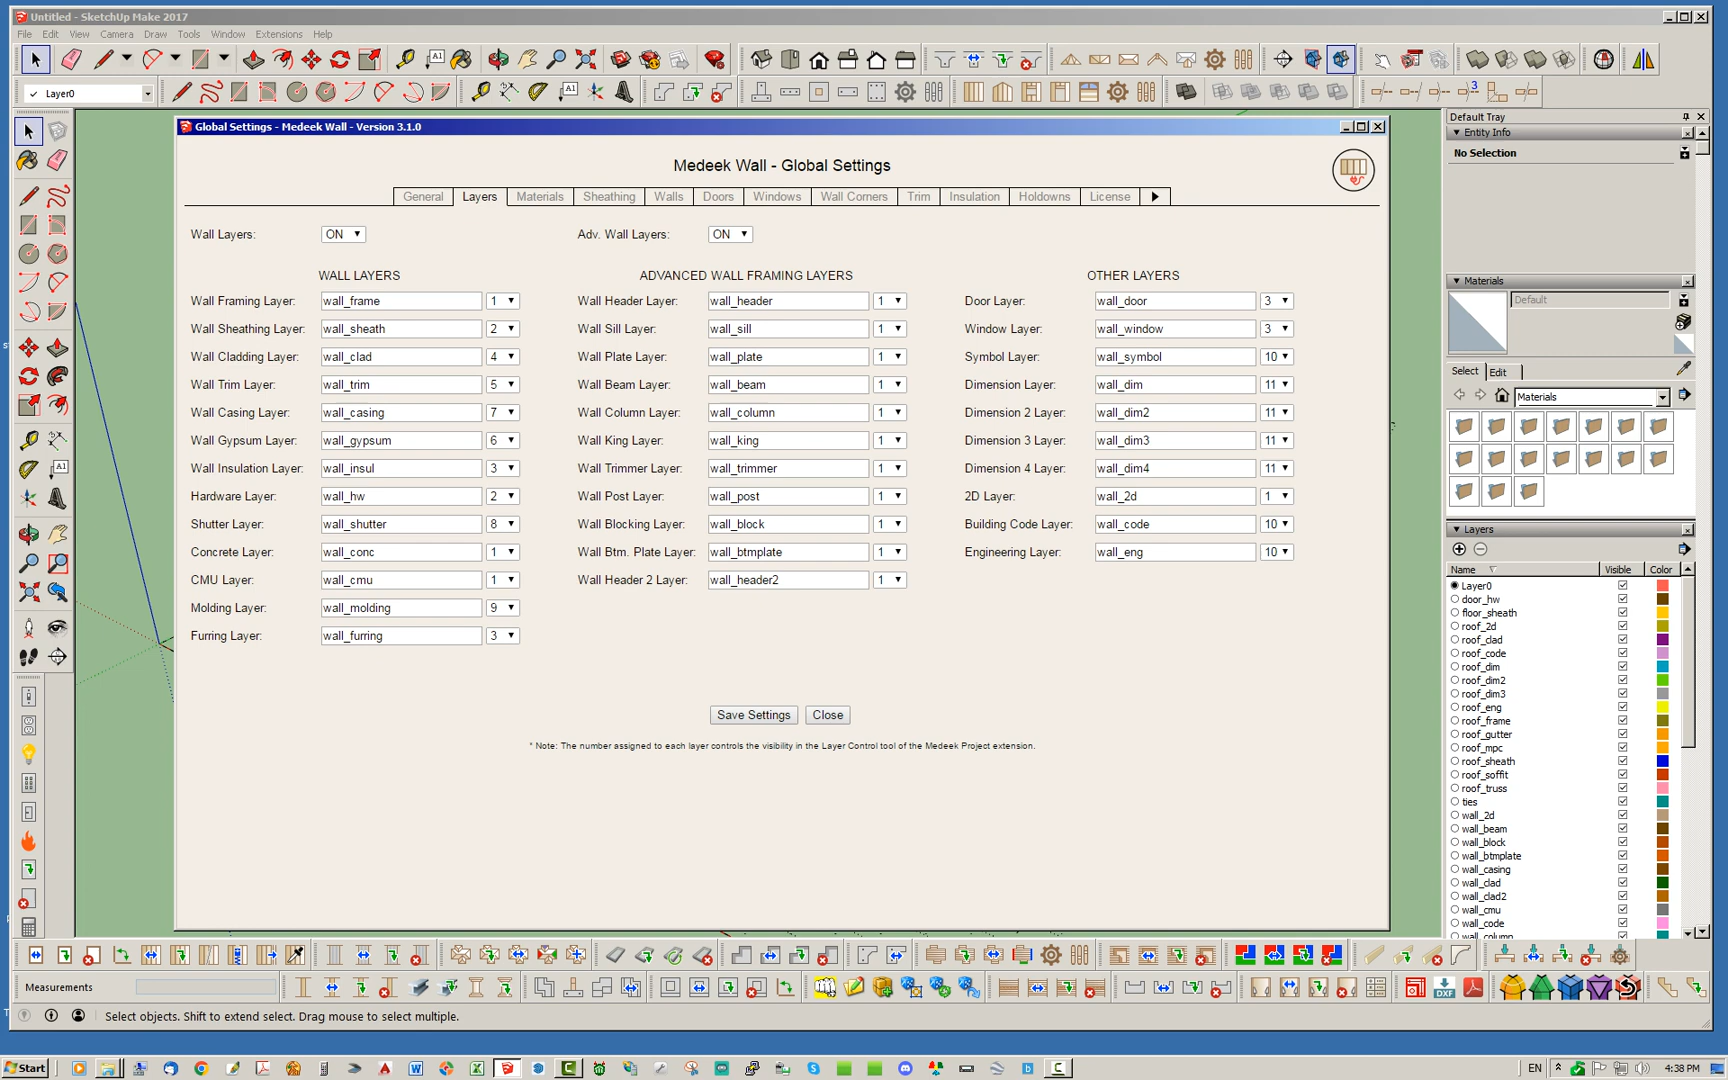 Untitled - SketchUp Make 2017
File Edit View Camera Draw Tools Window Extensions Help
Layer0
Global Settings - Medeek Wall - Version 3.1.0
Medeek Wall - Global Settings
General Layers Materials Sheathing Walls Doors Windows Wall Corners Trim Insulation Holdowns License
Wall Layers: ON Adv. Wall Layers: ON
WALL LAYERS ADVANCED WALL FRAMING LAYERS OTHER LAYERS
Wall Framing Layer: wall_frame 1 Wall Header Layer: wall_header 1 Door Layer: wall_door 3
Wall Sheathing Layer: wall_sheath 2 Wall Sill Layer: wall_sill 1 Window Layer: wall_window 3
Wall Cladding Layer: wall_clad 4 Wall Plate Layer: wall_plate 1 Symbol Layer: wall_symbol 10
Wall Trim Layer: wall_trim 5 Wall Beam Layer: wall_beam 1 Dimension Layer: wall_dim 11
Wall Casing Layer: wall_casing 7 Wall Column Layer: wall_column 1 Dimension 2 Layer: wall_dim2 11
Wall Gypsum Layer: wall_gypsum 6 Wall King Layer: wall_king 1 Dimension 3 Layer: wall_dim3 11
Wall Insulation Layer: wall_insul 3 Wall Trimmer Layer: wall_trimmer 1 Dimension 4 Layer: wall_dim4 11
Hardware Layer: wall_hw 2 Wall Post Layer: wall_post 1 2D Layer: wall_2d 1
Shutter Layer: wall_shutter 8 Wall Blocking Layer: wall_block 1 Building Code Layer: wall_code 10
Concrete Layer: wall_conc 1 Wall Btm. Plate Layer: wall_btmplate 1 Engineering Layer: wall_eng 10
CMU Layer: wall_cmu 1 Wall Header 2 Layer: wall_header2 1
Molding Layer: wall_molding 9
Furring Layer: wall_furring 3
Save Settings Close
* Note: The number assigned to each layer controls the visibility in the Layer Control tool of the Medeek Project extension.
Default Tray
Entity Info
No Selection
Materials
Default
Select Edit
Materials
Layers
Name Visible Color
Layer0
door_hw
floor_sheath
roof_2d
roof_clad
roof_code
roof_dim
roof_dim2
roof_dim3
roof_eng
roof_frame
roof_gutter
roof_mpc
roof_sheath
roof_soffit
roof_truss
ties
wall_2d
wall_beam
wall_block
wall_btmplate
wall_casing
wall_clad
wall_clad2
wall_cmu
wall_code
wall_column
Measurements
DXF
Select objects. Shift to extend select. Drag mouse to select multiple.
Start EN 4:38 PM